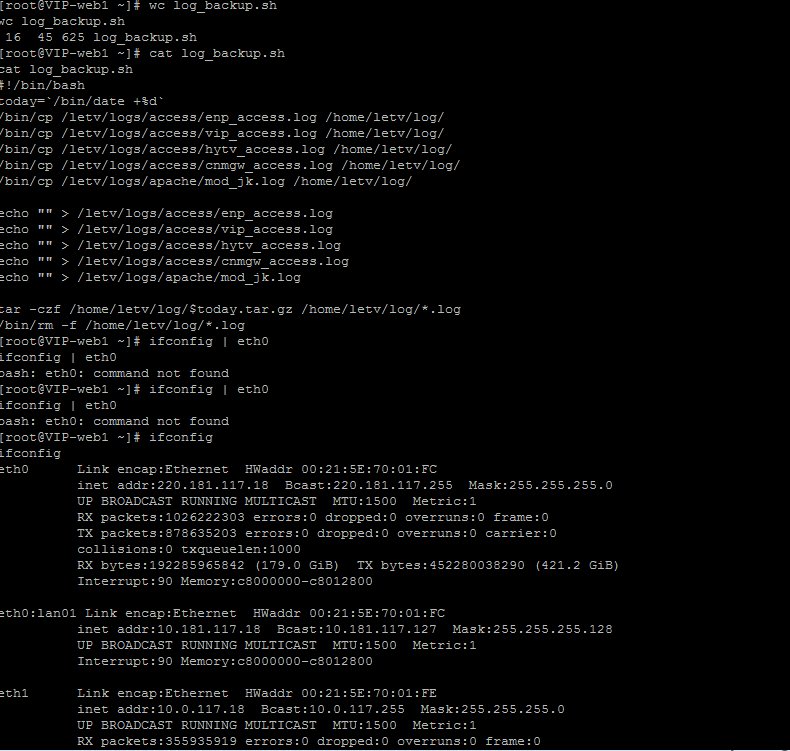 [root@VIP-web1 ~]# wc log_backup.sh
wc log_backup.sh
16 45 625 log_backup.sh
[root@VIP-web1 ~]# cat log_backup.sh
cat log_backup.sh
#!/bin/bash
today=`/bin/date +%d`
/bin/cp /letv/logs/access/enp_access.log /home/letv/log/
/bin/cp /letv/logs/access/vip_access.log /home/letv/log/
/bin/cp /letv/logs/access/hytv_access.log /home/letv/log/
/bin/cp /letv/logs/access/cnmgw_access.log /home/letv/log/
/bin/cp /letv/logs/apache/mod_jk.log /home/letv/log/
echo "" > /letv/logs/access/enp_access.log
echo "" > /letv/logs/access/vip_access.log
echo "" > /letv/logs/access/hytv_access.log
echo "" > /letv/logs/access/cnmgw_access.log
echo "" > /letv/logs/apache/mod_jk.log
tar -czf /home/letv/log/$today.tar.gz /home/letv/log/*.log
/bin/rm -f /home/letv/log/*.log
[root@VIP-web1 ~]# ifconfig | eth0
ifconfig | eth0
bash: eth0: command not found
[root@VIP-web1 ~]# ifconfig | eth0
ifconfig | eth0
bash: eth0: command not found
[root@VIP-web1 ~]# ifconfig
ifconfig
eth0 Link encap:Ethernet HWaddr 00:21:5E:70:01:FC
inet addr:220.181.117.18 Bcast:220.181.117.255 Mask:255.255.255.0
UP BROADCAST RUNNING MULTICAST MTU:1500 Metric:1
RX packets:1026222303 errors:0 dropped:0 overruns:0 frame:0
TX packets:878635203 errors:0 dropped:0 overruns:0 carrier:0
collisions:0 txqueuelen:1000
RX bytes:192285965842 (179.0 GiB) TX bytes:452280038290 (421.2 GiB)
Interrupt:90 Memory:c8000000-c8012800
eth0:lan01 Link encap:Ethernet HWaddr 00:21:5E:70:01:FC
inet addr:10.181.117.18 Bcast:10.181.117.127 Mask:255.255.255.128
UP BROADCAST RUNNING MULTICAST MTU:1500 Metric:1
Interrupt:90 Memory:c8000000-c8012800
eth1 Link encap:Ethernet HWaddr 00:21:5E:70:01:FE
inet addr:10.0.117.18 Bcast:10.0.117.255 Mask:255.255.255.0
UP BROADCAST RUNNING MULTICAST MTU:1500 Metric:1
RX packets:355935919 errors:0 dropped:0 overruns:0 frame:0